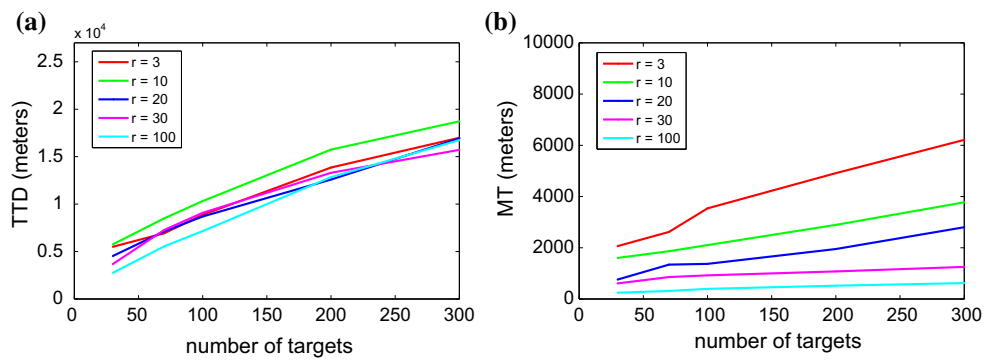 (a)
x 10⁴
2.5
2
1.5
1
0.5
0
0
50
100
150
200
250
300
TTD (meters)
number of targets
r = 3
r = 10
r = 20
r = 30
r = 100
(b)
10000
8000
6000
4000
2000
0
0
50
100
150
200
250
300
MT (meters)
number of targets
r = 3
r = 10
r = 20
r = 30
r = 100